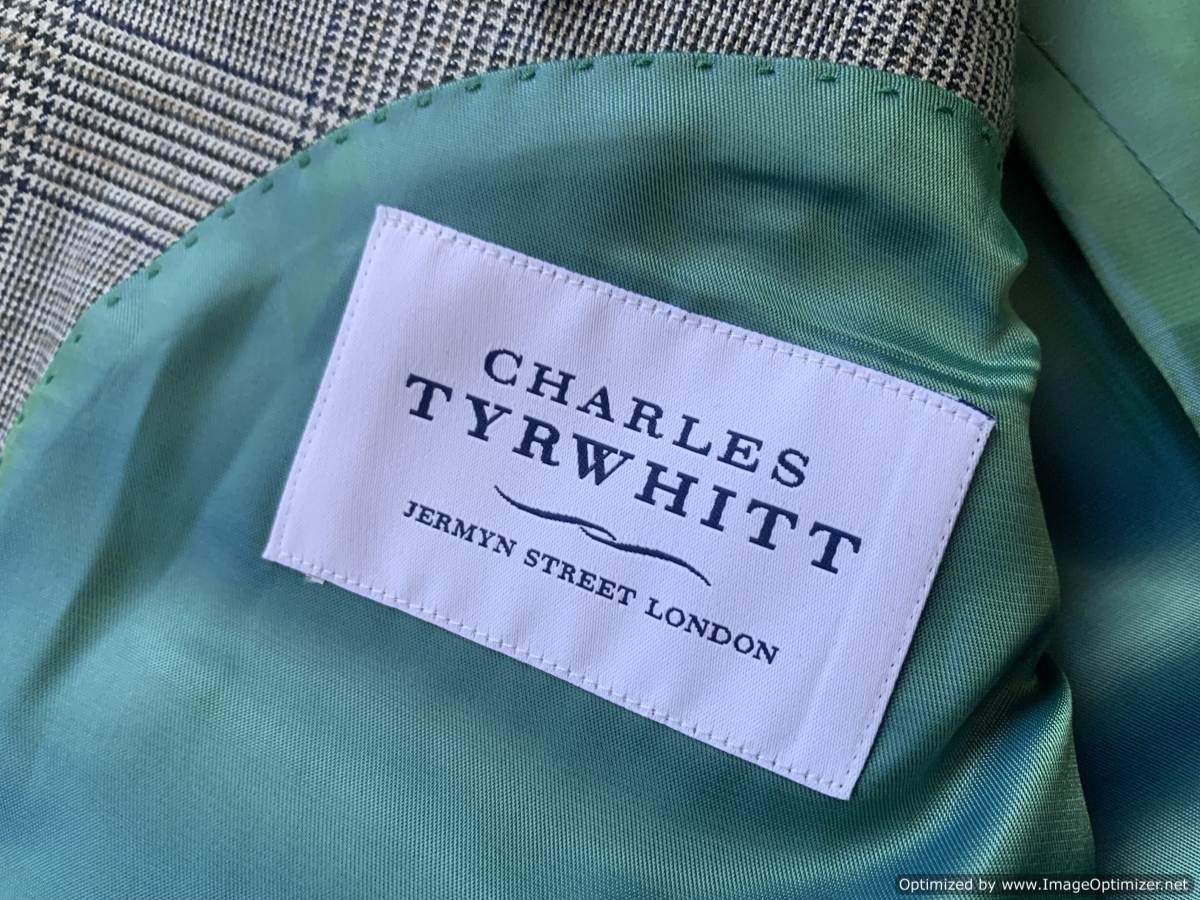 CHARLES
TYRWHITT
JERMYN STREET LONDON
Optimized by www.ImageOptimizer.net